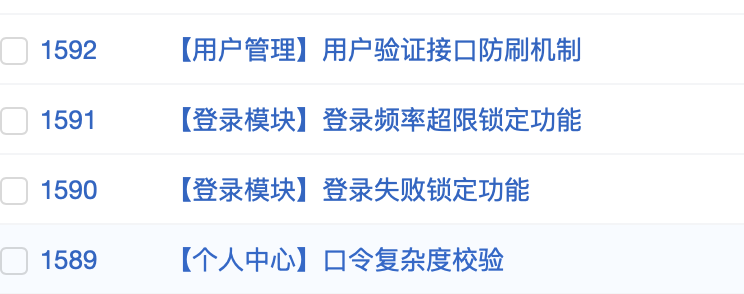 1592 【用户管理】用户验证接口防刷机制
1591 【登录模块】登录频率超限锁定功能
1590 【登录模块】登录失败锁定功能
1589 【个人中心】口令复杂度校验